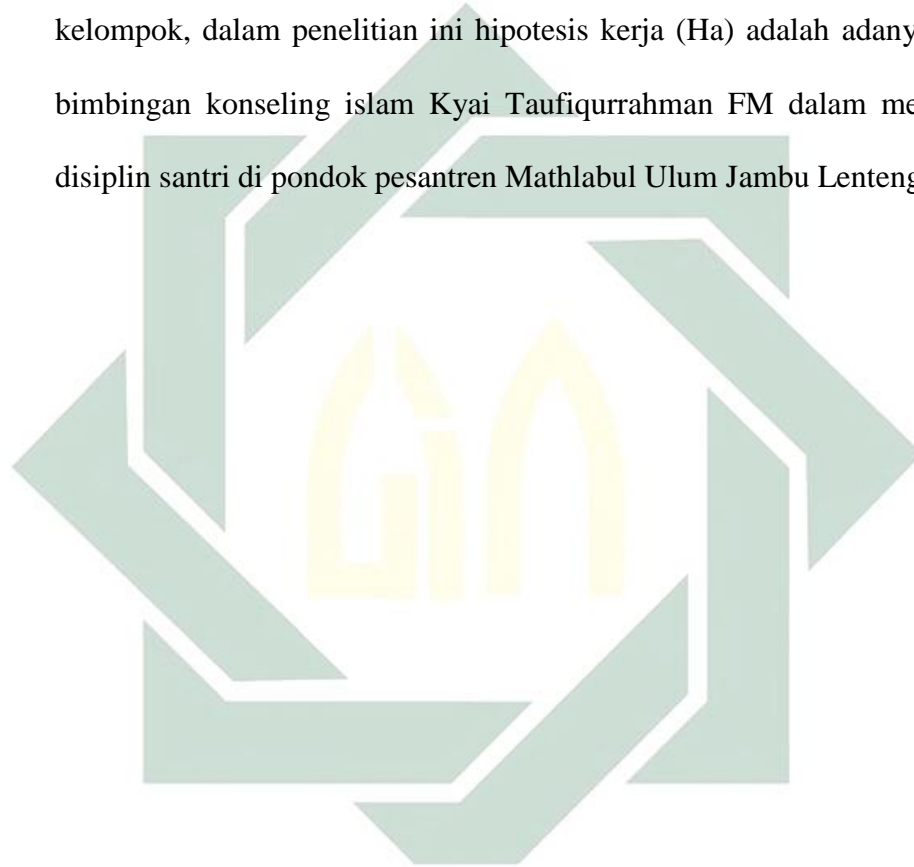 kelompok, dalam penelitian ini hipotesis kerja (Ha) adalah adany
bimbingan konseling islam Kyai Taufiqurrahman FM dalam me
disiplin santri di pondok pesantren Mathlabul Ulum Jambu Lenteng